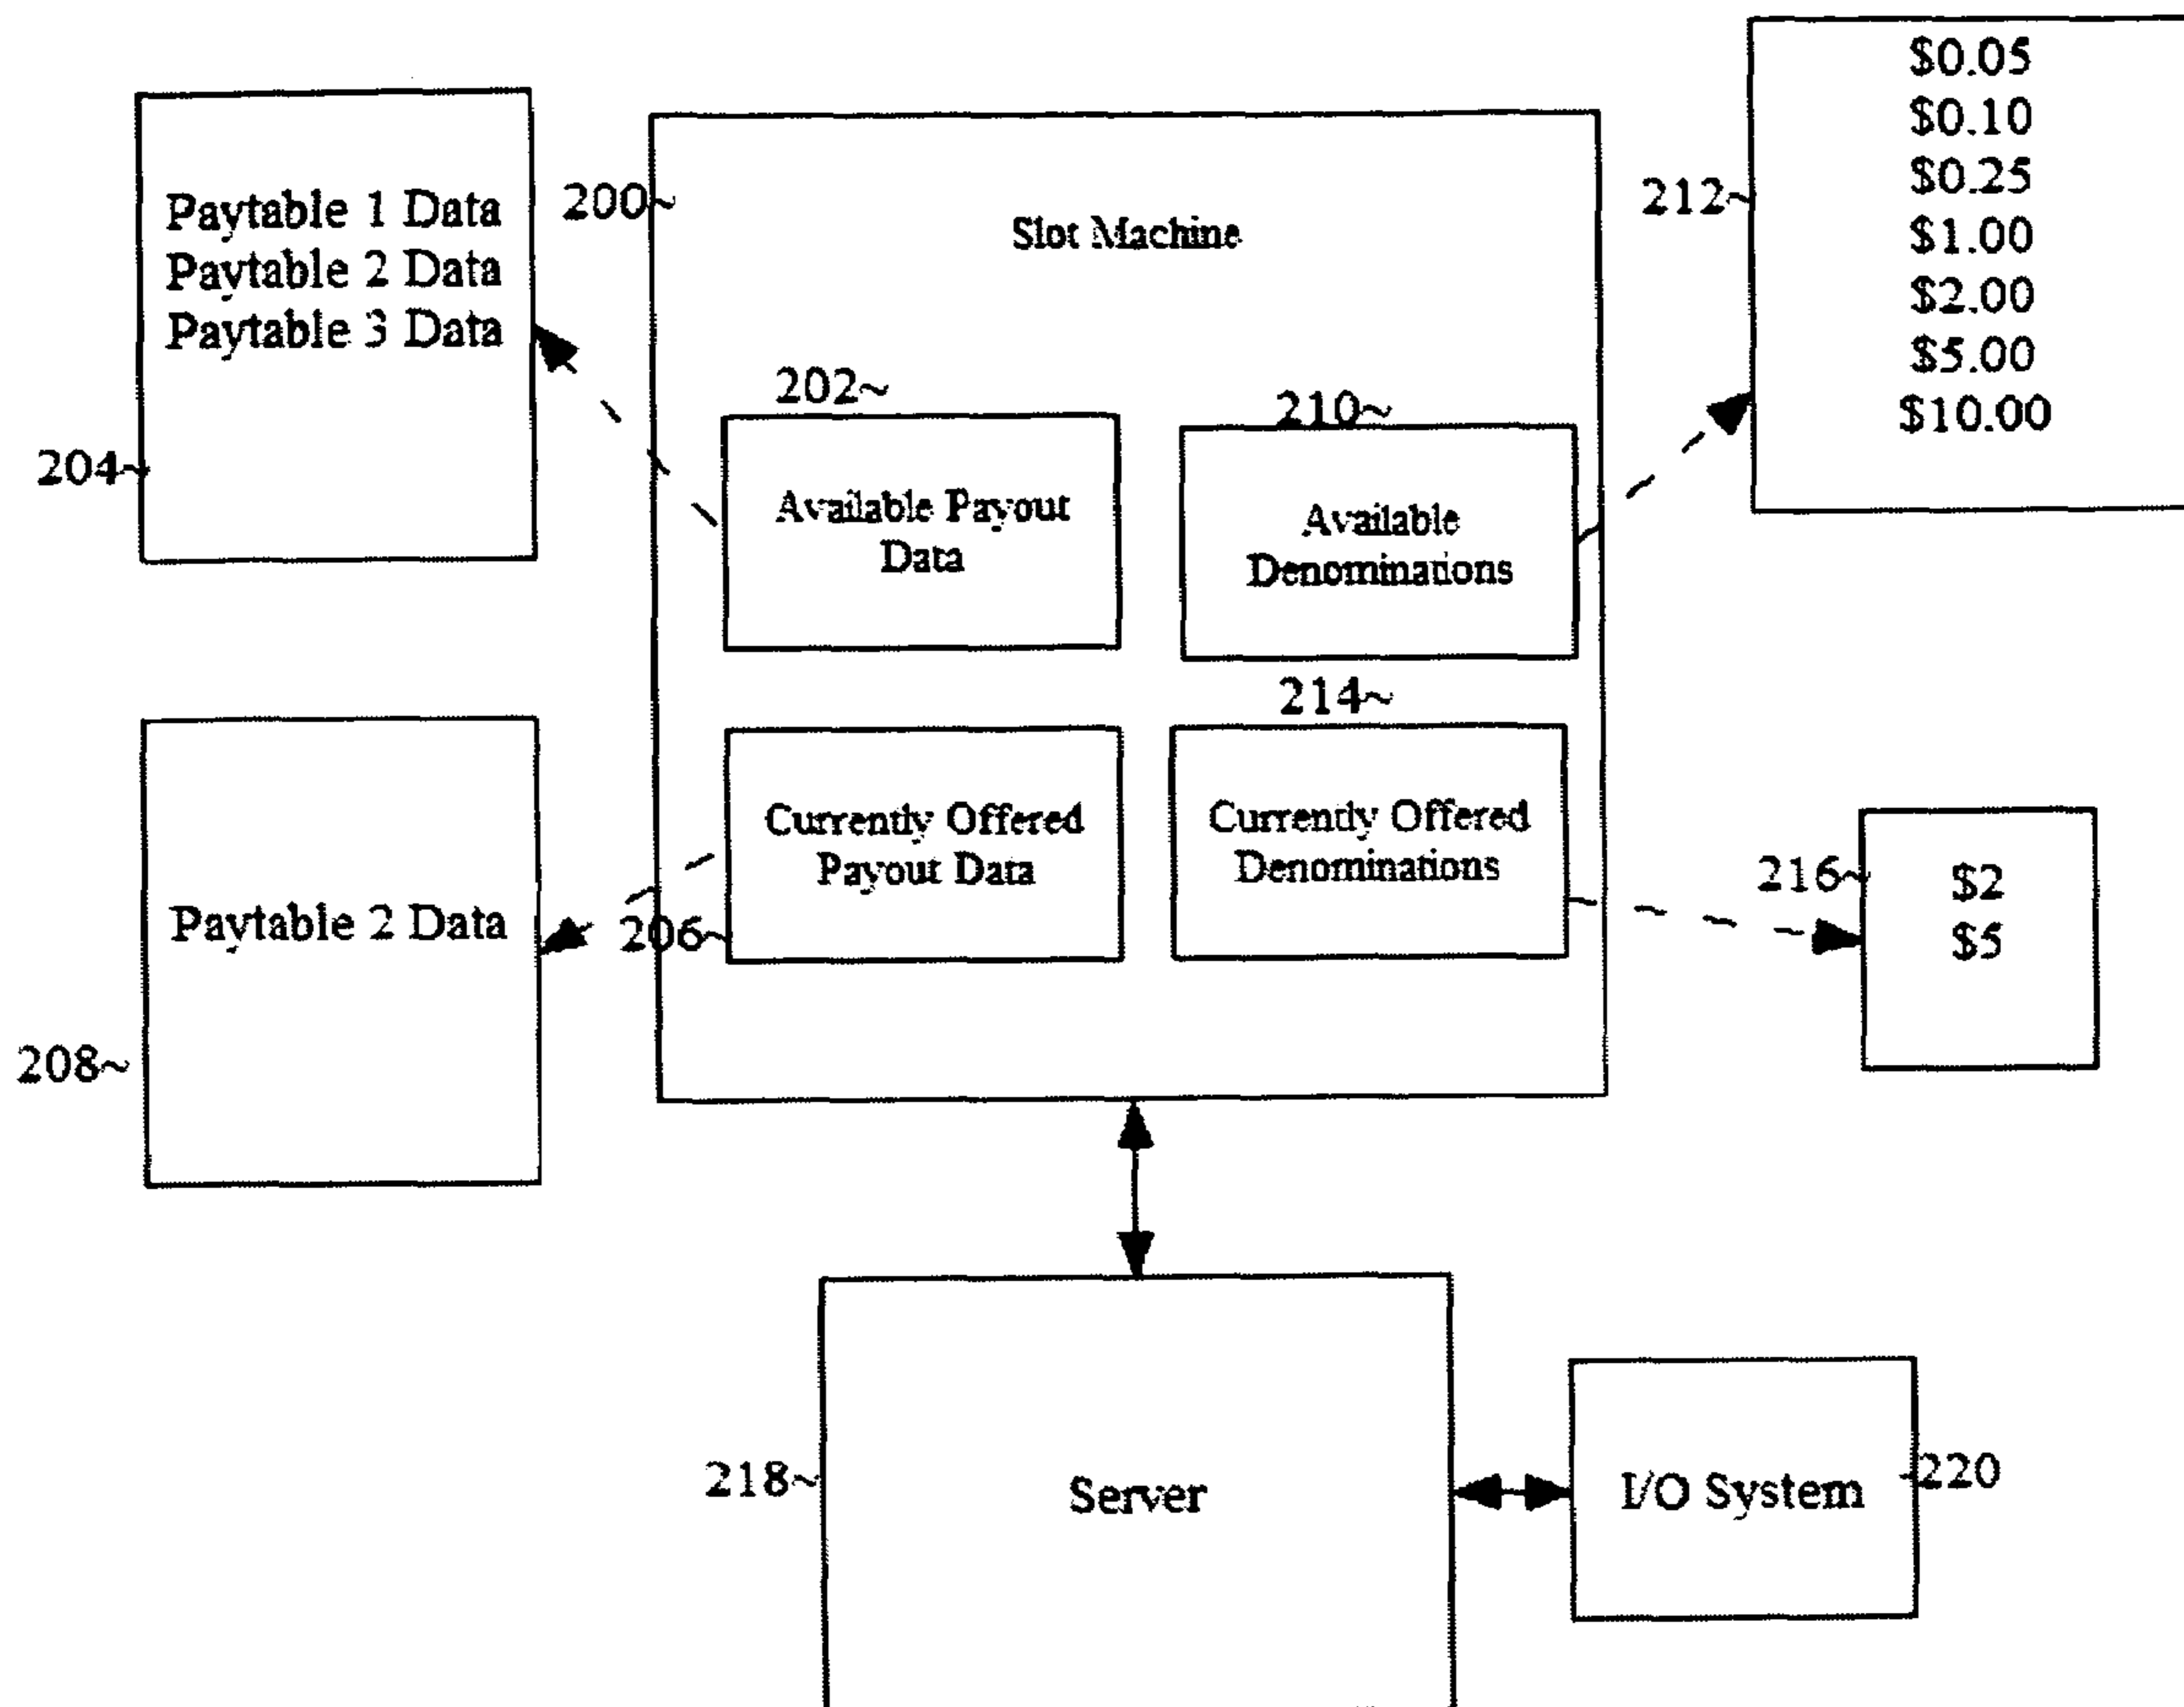 $0.05
$0.10
$0.25
$1.00
$2.00
$5.00
$10.00
212~
Paytable 1 Data
Paytable 2 Data
Paytable 3 Data
204~
200~
Slot Machine
202~
Available Payout
Data
210~
Available
Denominations
206~
Currently Offered
Payout Data
214~
Currently Offered
Denominations
Paytable 2 Data
208~
216~
$2
$5
218~
Server
I/O System
220